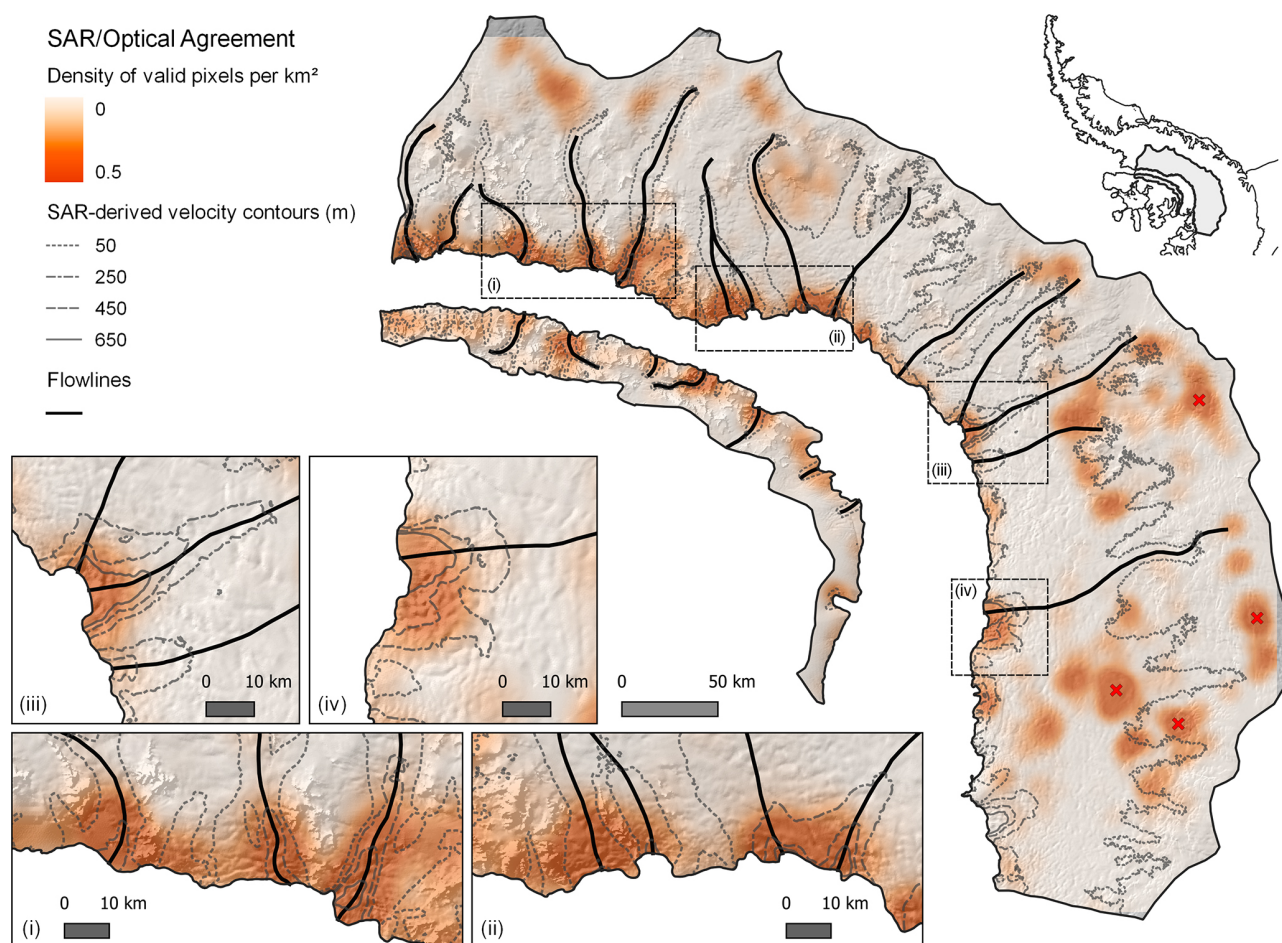 SAR/Optical Agreement
Density of valid pixels per km²
0
0.5
SAR-derived velocity contours (m)
50
250
450
650
Flowlines
(i)
(ii)
(iii)
(iv)
0 10 km
(iii)
0 10 km
(iv)
0 50 km
0 10 km
(i)
0 10 km
(ii)